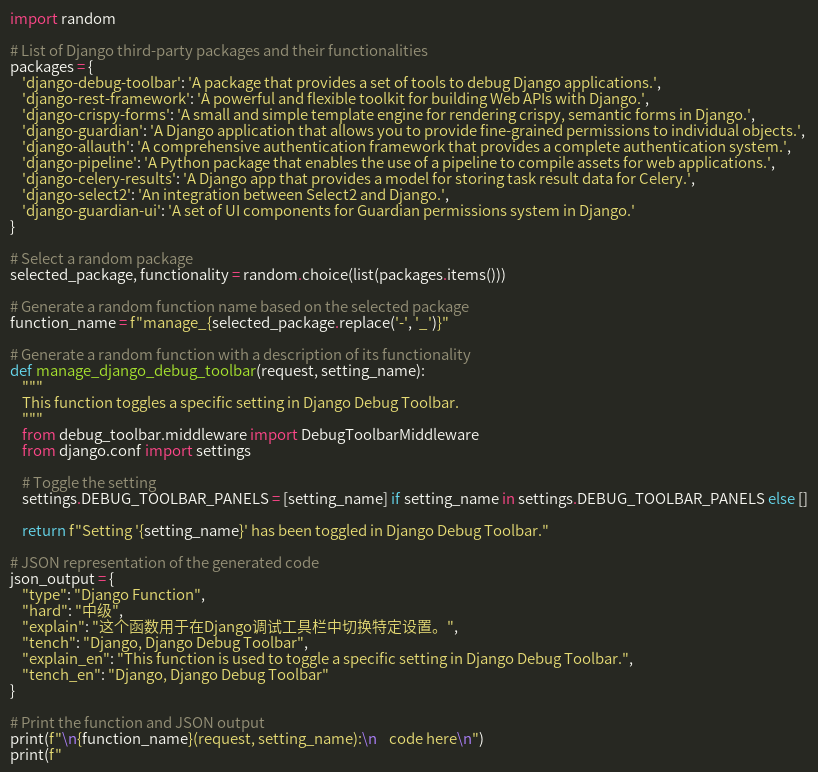 import random

# List of Django third-party packages and their functionalities
packages = {
    'django-debug-toolbar': 'A package that provides a set of tools to debug Django applications.',
    'django-rest-framework': 'A powerful and flexible toolkit for building Web APIs with Django.',
    'django-crispy-forms': 'A small and simple template engine for rendering crispy, semantic forms in Django.',
    'django-guardian': 'A Django application that allows you to provide fine-grained permissions to individual objects.',
    'django-allauth': 'A comprehensive authentication framework that provides a complete authentication system.',
    'django-pipeline': 'A Python package that enables the use of a pipeline to compile assets for web applications.',
    'django-celery-results': 'A Django app that provides a model for storing task result data for Celery.',
    'django-select2': 'An integration between Select2 and Django.',
    'django-guardian-ui': 'A set of UI components for Guardian permissions system in Django.'
}

# Select a random package
selected_package, functionality = random.choice(list(packages.items()))

# Generate a random function name based on the selected package
function_name = f"manage_{selected_package.replace('-', '_')}"

# Generate a random function with a description of its functionality
def manage_django_debug_toolbar(request, setting_name):
    """
    This function toggles a specific setting in Django Debug Toolbar.
    """
    from debug_toolbar.middleware import DebugToolbarMiddleware
    from django.conf import settings

    # Toggle the setting
    settings.DEBUG_TOOLBAR_PANELS = [setting_name] if setting_name in settings.DEBUG_TOOLBAR_PANELS else []

    return f"Setting '{setting_name}' has been toggled in Django Debug Toolbar."

# JSON representation of the generated code
json_output = {
    "type": "Django Function",
    "hard": "中级",
    "explain": "这个函数用于在Django调试工具栏中切换特定设置。",
    "tench": "Django, Django Debug Toolbar",
    "explain_en": "This function is used to toggle a specific setting in Django Debug Toolbar.",
    "tench_en": "Django, Django Debug Toolbar"
}

# Print the function and JSON output
print(f"\n{function_name}(request, setting_name):\n    code here\n")
print(f"